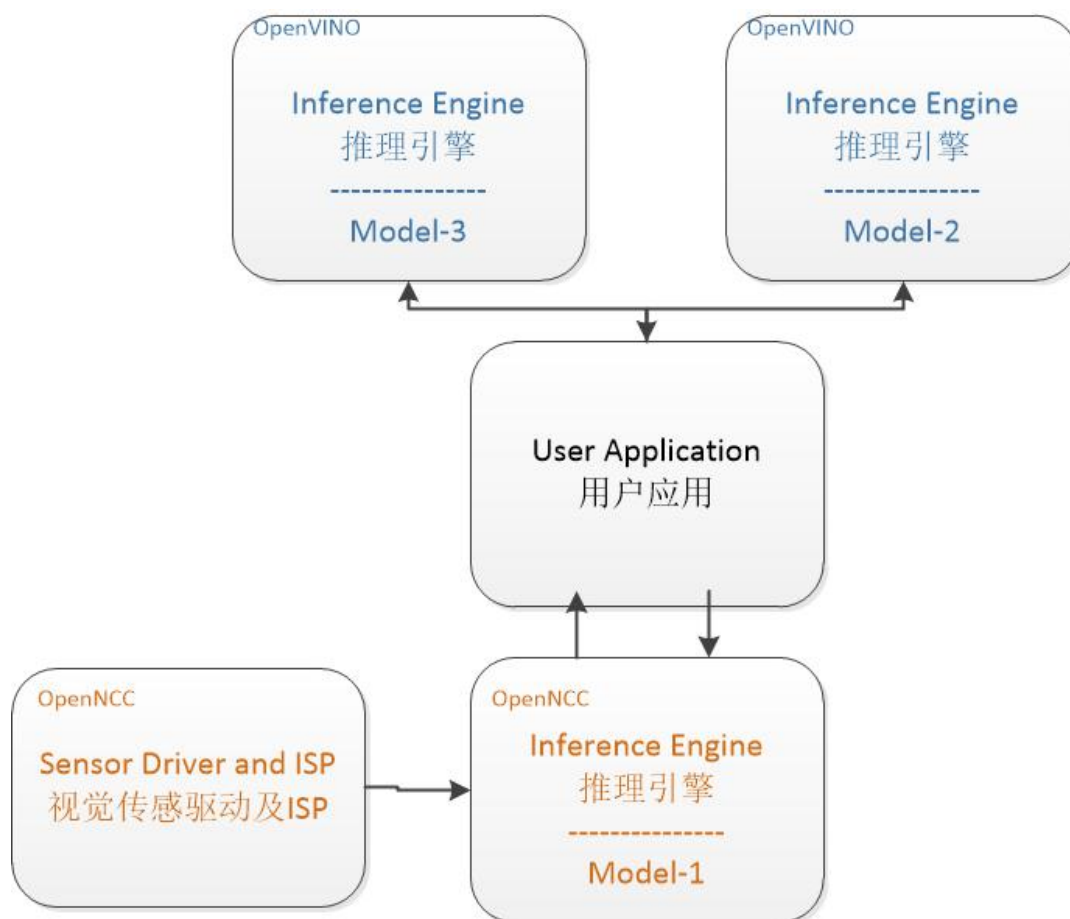 OpenVINO
Inference Engine
推理引擎
---------------
Model-3
OpenVINO
Inference Engine
推理引擎
---------------
Model-2
User Application
用户应用
OpenNCC
Sensor Driver and ISP
视觉传感驱动及ISP
OpenNCC
Inference Engine
推理引擎
---------------
Model-1